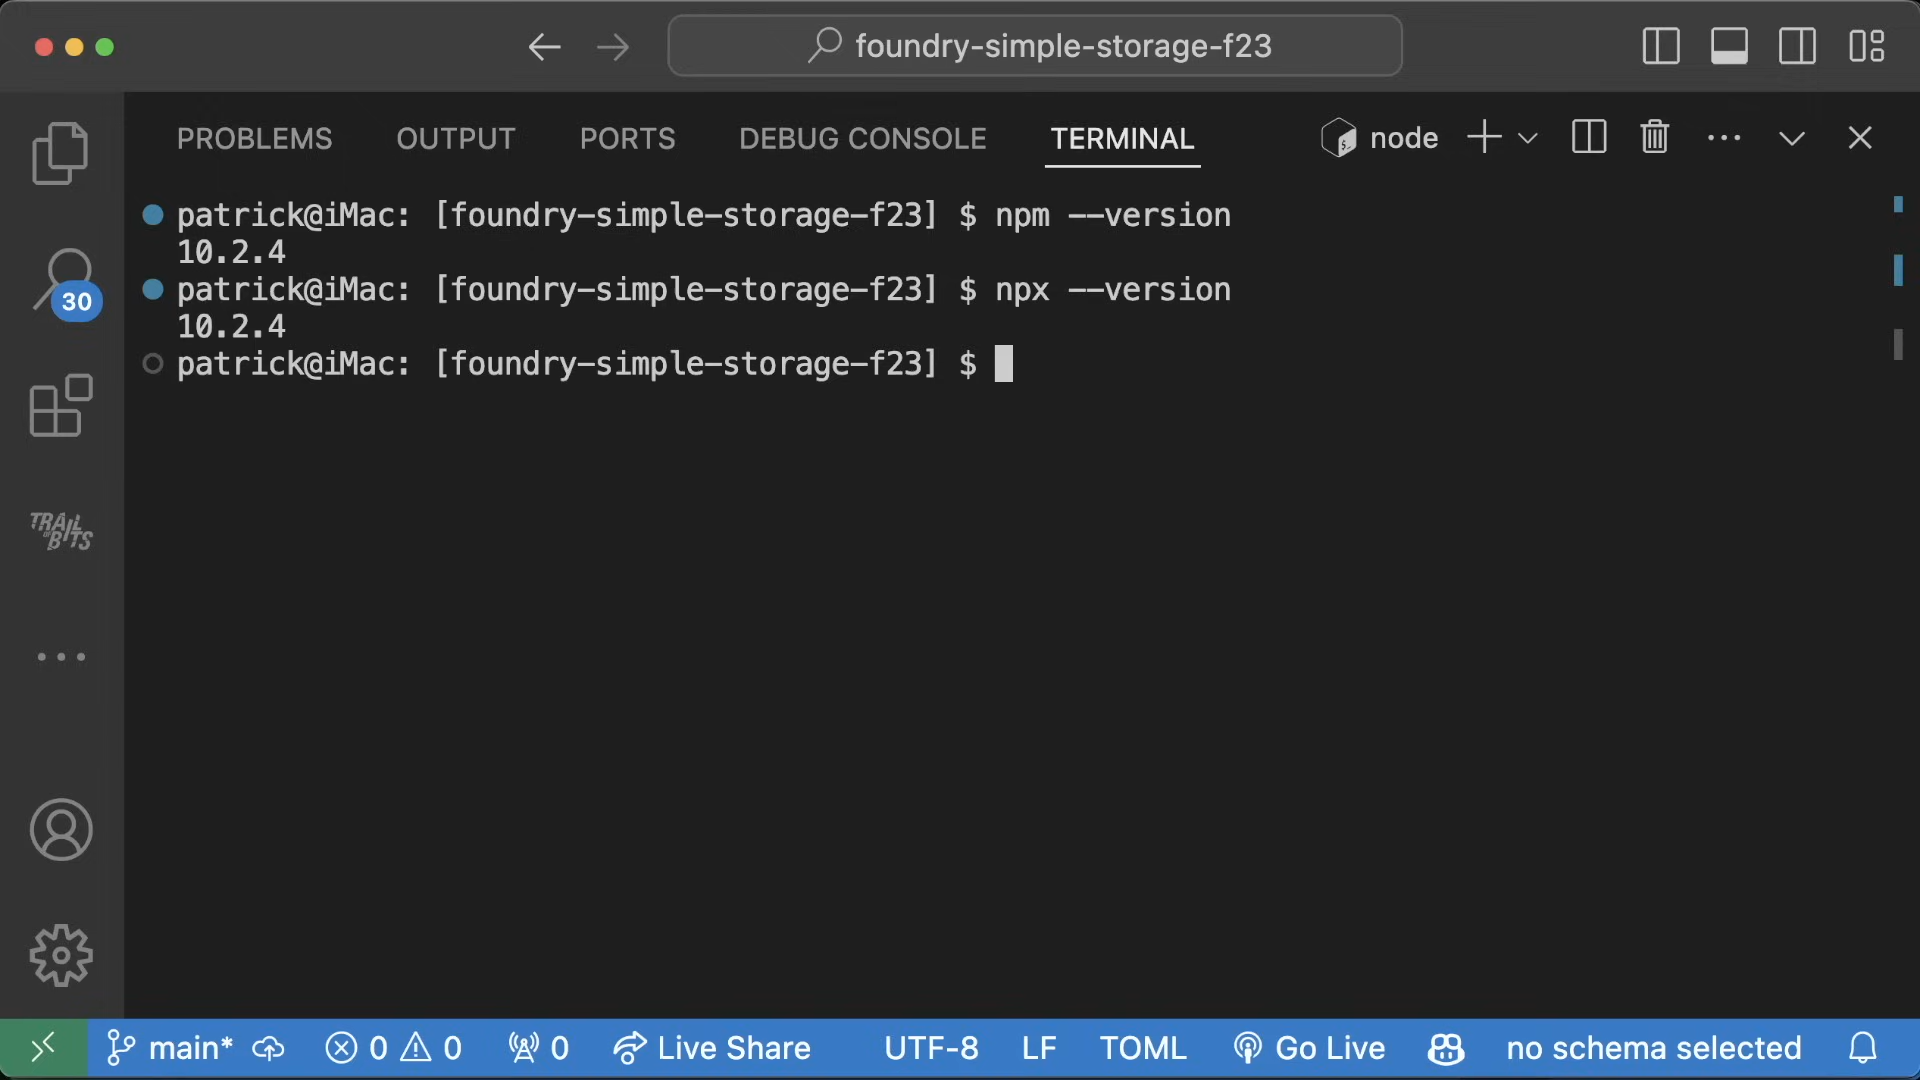 foundry-simple-storage-f23
PROBLEMS OUTPUT PORTS DEBUG CONSOLE TERMINAL node
patrick@iMac: [foundry-simple-storage-f23] $ npm --version
10.2.4
patrick@iMac: [foundry-simple-storage-f23] $ npx --version
10.2.4
patrick@iMac: [foundry-simple-storage-f23] $
30
TRAIL OF BITS
main* 0 0 0 Live Share UTF-8 LF TOML Go Live no schema selected